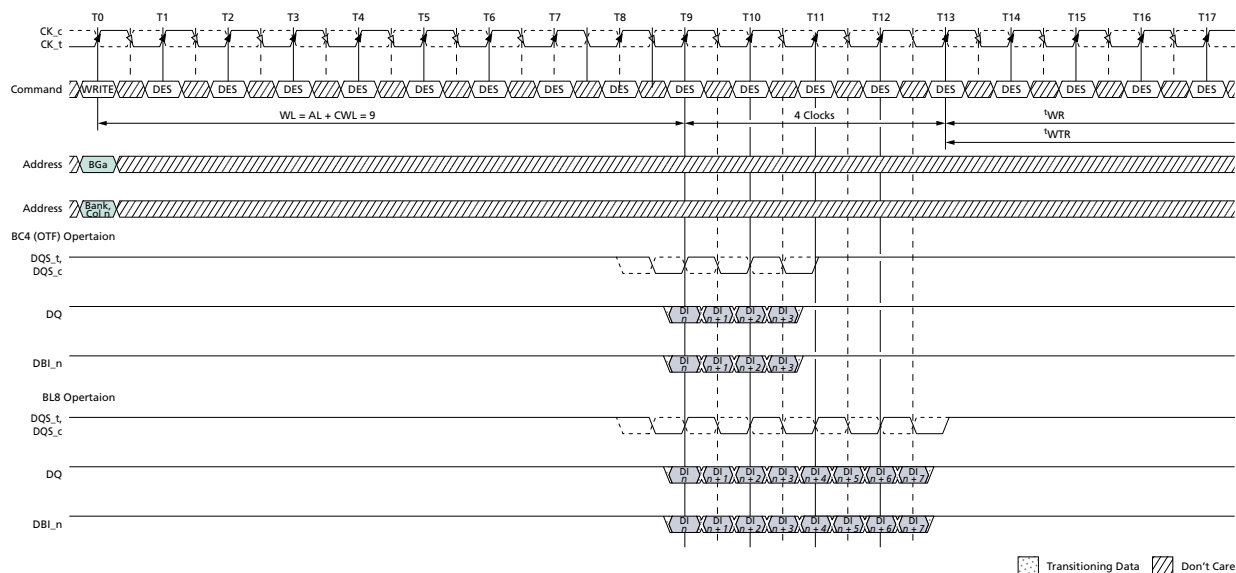 T0 T1 T2 T3 T4 T5 T6 T7 T8 T9 T10 T11 T12 T13 T14 T15 T16 T17
CK_c
CK_t
Command WRITE DES DES DES DES DES DES DES DES DES DES DES DES DES DES DES DES DES
WL = AL + CWL = 9 4 Clocks tWR
tWTR
Address BGa
Address Bank, Col n
BC4 (OTF) Opertaion
DQS_t, DQS_c
DQ DI n DI n + 1 DI n + 2 DI n + 3
DBI_n DI n DI n + 1 DI n + 2 DI n + 3
BL8 Opertaion
DQS_t, DQS_c
DQ DI n DI n + 1 DI n + 2 DI n + 3 DI n + 4 DI n + 5 DI n + 6 DI n + 7
DBI_n DI n DI n + 1 DI n + 2 DI n + 3 DI n + 4 DI n + 5 DI n + 6 DI n + 7
Transitioning Data Don't Care